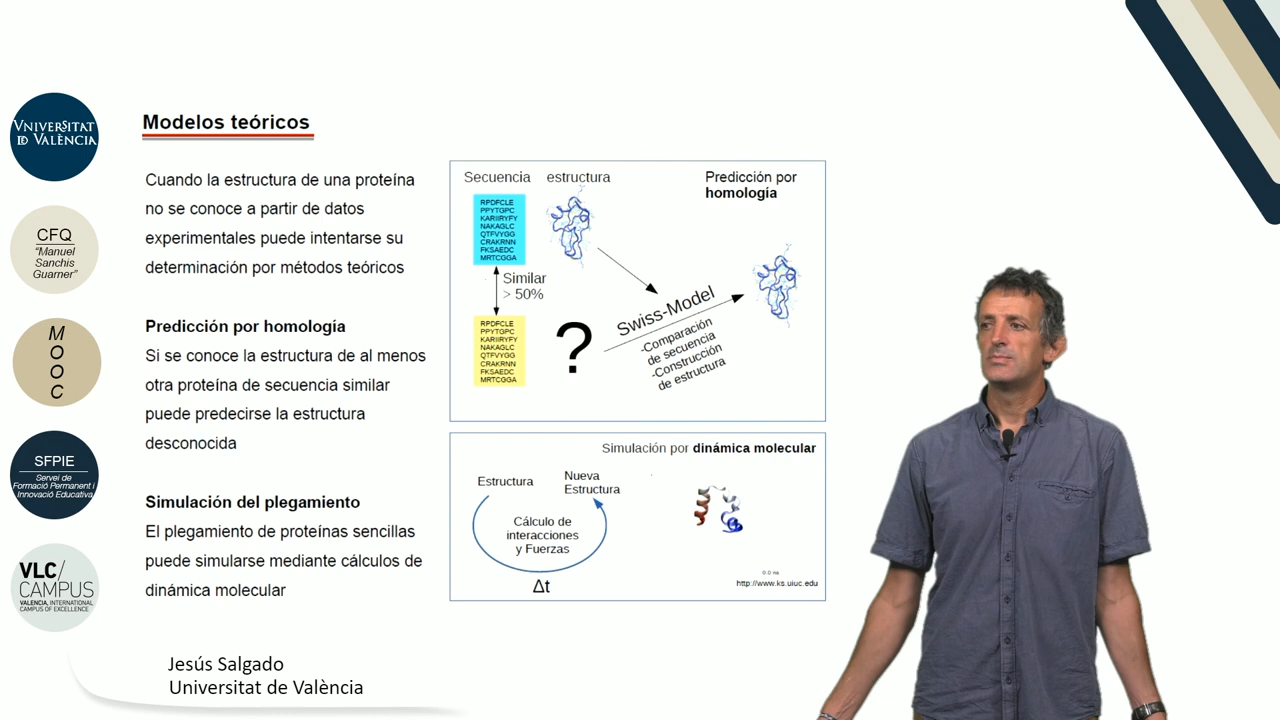 VNIVERSITAT
ID VALÈNCIA
CFQ
"Manuel
Sanchis
Guarner"
M
O
O
C
SFPIE
Servei de
Formació Permanent i
Innovació Educativa
VLC/
CAMPUS
VALENCIA, INTERNATIONAL
CAMPUS OF EXCELLENCE
Modelos teóricos
Cuando la estructura de una proteína
no se conoce a partir de datos
experimentales puede intentarse su
determinación por métodos teóricos
Predicción por homología
Si se conoce la estructura de al menos
otra proteína de secuencia similar
puede predecirse la estructura
desconocida
Simulación del plegamiento
El plegamiento de proteínas sencillas
puede simularse mediante cálculos de
dinámica molecular
Secuencia estructura
Predicción por
homología
RPDFCLE
PPYTGPC
KARIIRYFY
NAKAGLC
QTFVYGG
CRAKRNN
FKSAEDC
MRTCGGA
Similar
> 50%
RPDFCLE
PPYTGPC
KARIIRYFY
NAKAGLC
QTFVYGG
CRAKRNN
FKSAEDC
MRTCGGA
?
Swiss-Model
-Comparación
de secuencia
-Construcción
de estructura
Simulación por dinámica molecular
Estructura
Nueva
Estructura
Cálculo de
interacciones
y Fuerzas
Δt
0.0 ns
http://www.ks.uiuc.edu
Jesús Salgado
Universitat de València